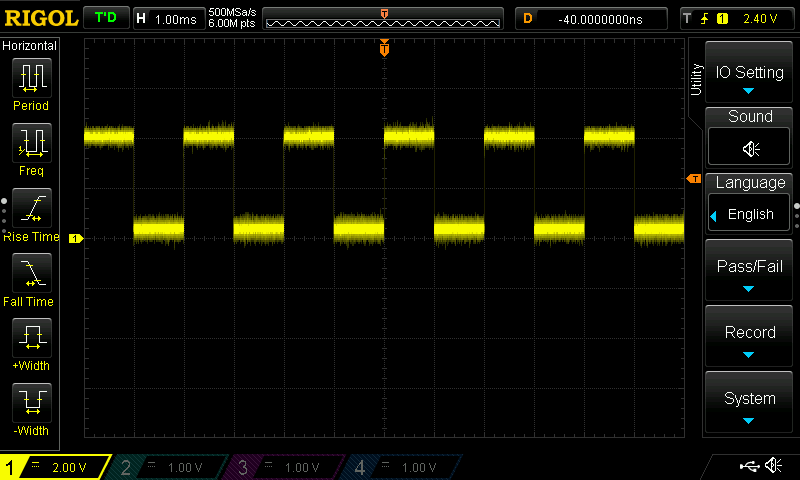 RIGOL T'D H 1.00ms 500MSa/s D -40.0000000ns T 1 2.40 V
6.00M pts
T
Horizontal
T
Period
Freq
Rise Time
Fall Time
+Width
-Width
1
T
Utility
IO Setting
Sound
Language
English
Pass/Fail
Record
System
1 2.00 V 2 1.00 V 3 1.00 V 4 1.00 V